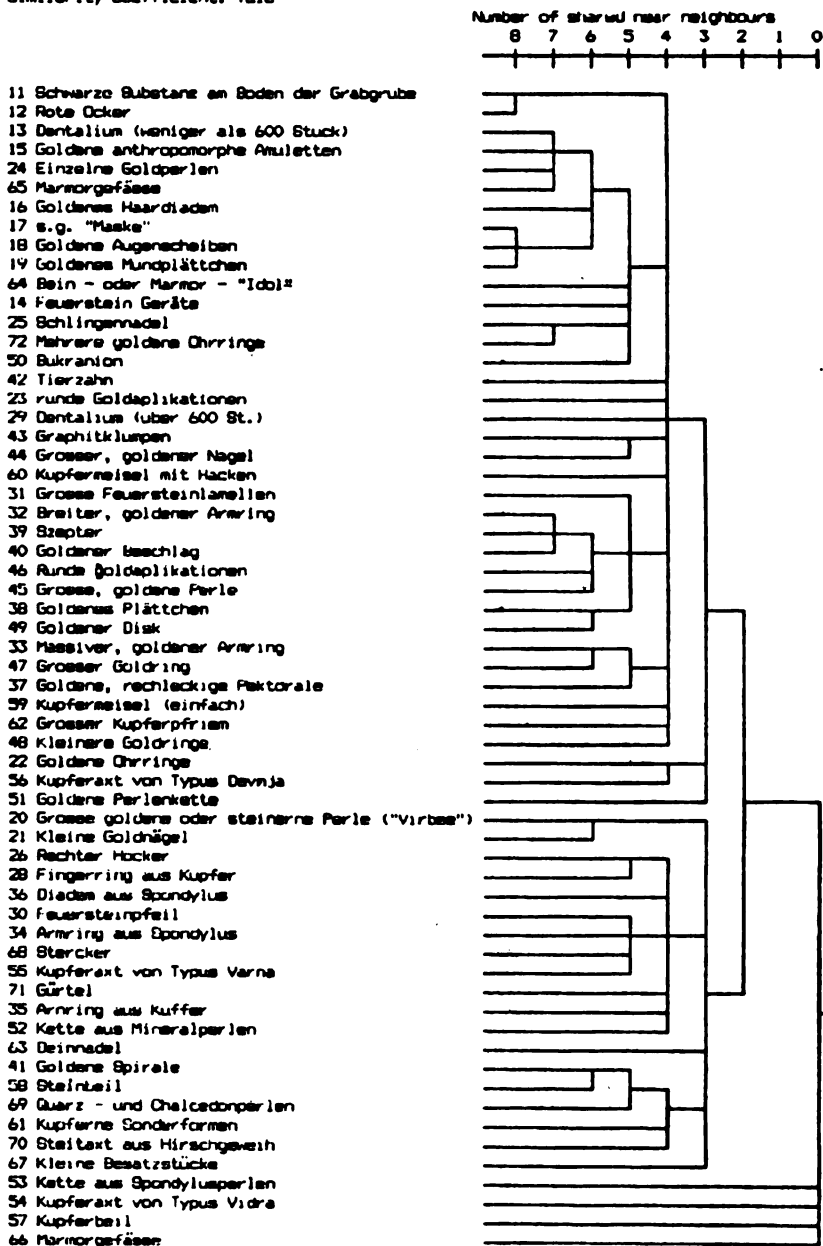 Number of shared near neighbours
8 7 6 5 4 3 2 1 0
11 Schwarze Substanz am Boden der Grabgrube
12 Rote Ocker
13 Dentalium (weniger als 600 Stuck)
15 Goldene anthropomorphe Amuletten
24 Einzelne Goldperlen
65 Marmorgefässe
16 Goldenes Haardiadem
17 s.g. "Maske"
18 Goldene Augenscheiben
19 Goldenes Mundplättchen
64 Bein - oder Marmor - "Idol"
14 Feuerstein Geräte
25 Schlingennadel
72 Mehrere goldene Ohrringe
50 Bukranion
42 Tierzahn
23 runde Goldaplikationen
29 Dentalium (uber 600 St.)
43 Graphitklumpen
44 Grosser, goldener Nagel
60 Kupfermeisel mit Hacken
31 Grosse Feuersteinlamellen
32 Breiter, goldener Armring
39 Szepter
40 Goldener Beschlag
46 Runde Goldaplikationen
45 Grosse, goldene Perle
38 Goldenes Plättchen
49 Goldener Disk
33 Massiver, goldener Armring
47 Grosser Goldring
37 Goldene, rechleckige Pektorale
59 Kupfermeisel (einfach)
62 Grosser Kupferpfriem
48 Kleinere Goldringe
22 Goldene Ohrringe
56 Kupferaxt von Typus Devnja
51 Goldene Perlenkette
20 Grosse goldene oder steinerne Perle ("Virbee")
21 Kleine Goldnägel
26 Rechter Hocker
28 Fingerring aus Kupfer
36 Diadem aus Spondylus
30 Feuersteinpfeil
34 Armring aus Spondylus
68 Stercker
55 Kupferaxt von Typus Varna
71 Gürtel
35 Arnring aus Kuffer
52 Kette aus Mineralperlen
63 Deinnadel
41 Goldene Spirale
58 Steinbeil
69 Quarz - und Chalcedonperlen
61 Kupferne Sonderformen
70 Steitaxt aus Hirschgeweih
67 Kleine Besatzstücke
53 Kette aus Spondylusperlen
54 Kupferaxt von Typus Vidra
57 Kupferbeil
66 Marmorgefässe